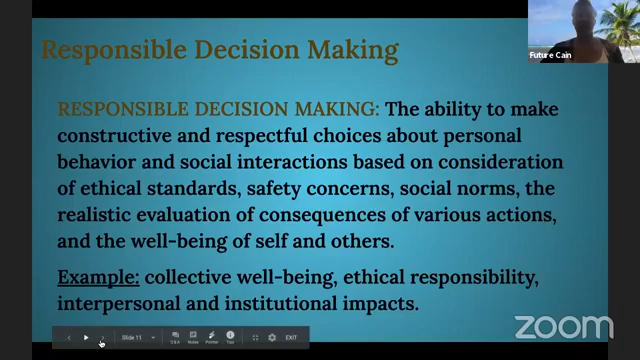 Responsible Decision Making
Future Cain
RESPONSIBLE DECISION MAKING: The ability to make
constructive and respectful choices about personal
behavior and social interactions based on consideration
of ethical standards, safety concerns, social norms, the
realistic evaluation of consequences of various actions,
and the well-being of self and others.
Example: collective well-being, ethical responsibility,
interpersonal and institutional impacts.
Slide 11 Q&A Notes Pointer Tips EXIT
zoom